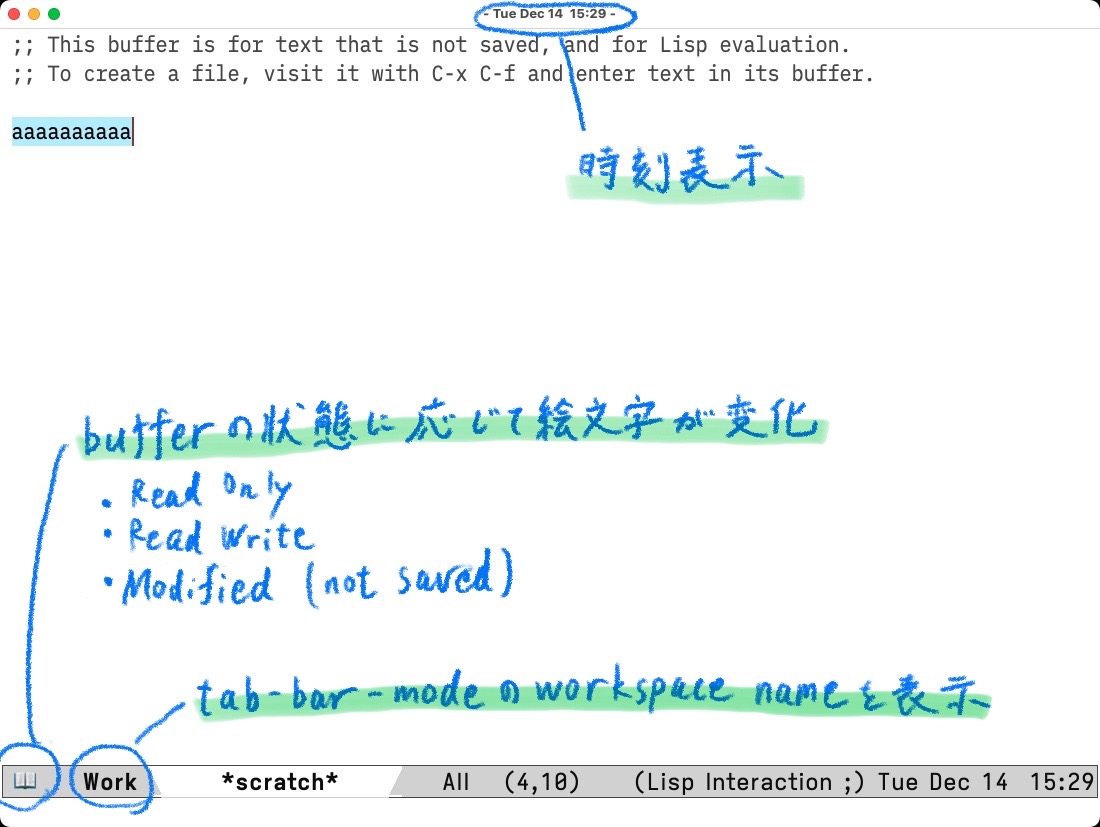 - Tue Dec 14 15:29 -
;; This buffer is for text that is not saved, and for Lisp evaluation.
;; To create a file, visit it with C-x C-f and enter text in its buffer.
aaaaaaaaaa
時刻表示
bufferの状態に応じて絵文字が変化
・Read Only
・Read Write
・Modified (not saved)
tab-bar-modeのworkspace nameを表示
Work *scratch* All (4,10) (Lisp Interaction ;) Tue Dec 14 15:29